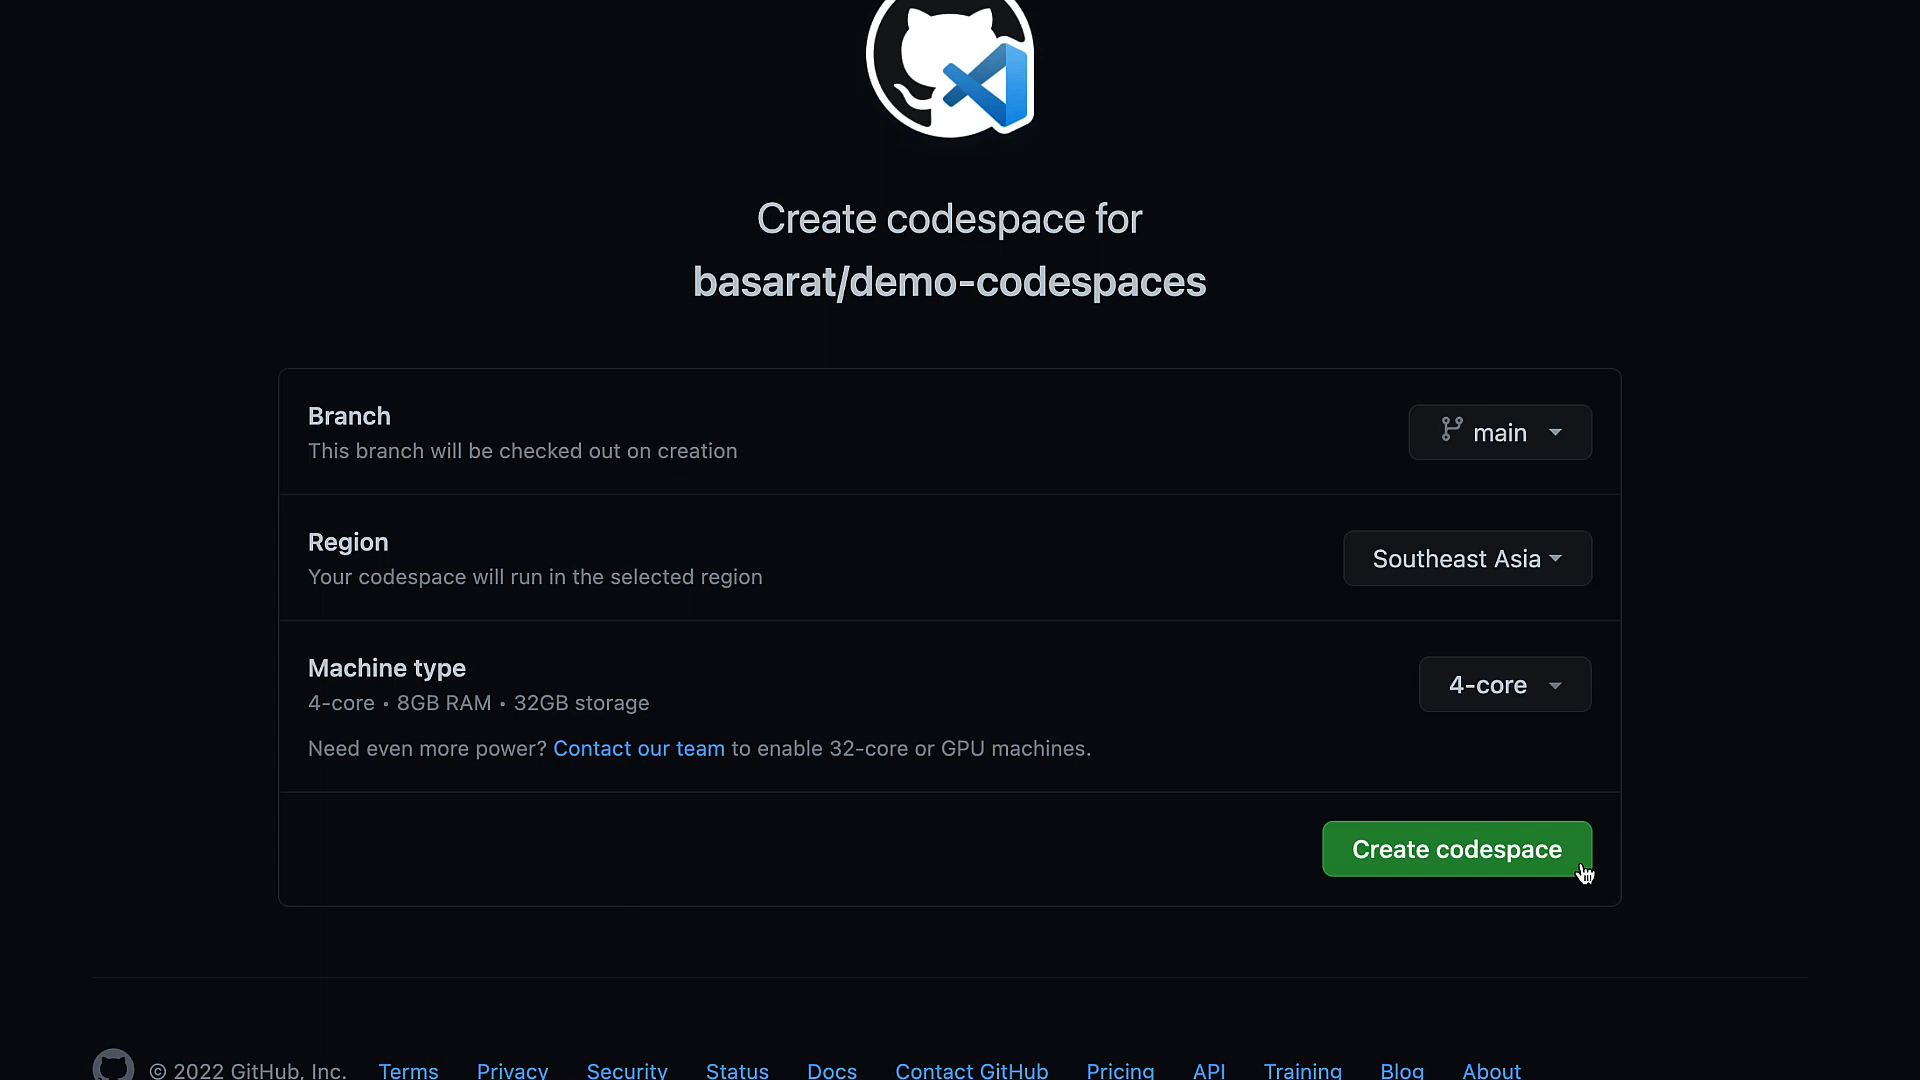 Create codespace for
basarat/demo-codespaces
Branch
This branch will be checked out on creation
main
Region
Your codespace will run in the selected region
Southeast Asia
Machine type
4-core • 8GB RAM • 32GB storage
4-core
Need even more power? Contact our team to enable 32-core or GPU machines.
Create codespace
© 2022 GitHub, Inc. Terms Privacy Security Status Docs Contact GitHub Pricing API Training Blog About